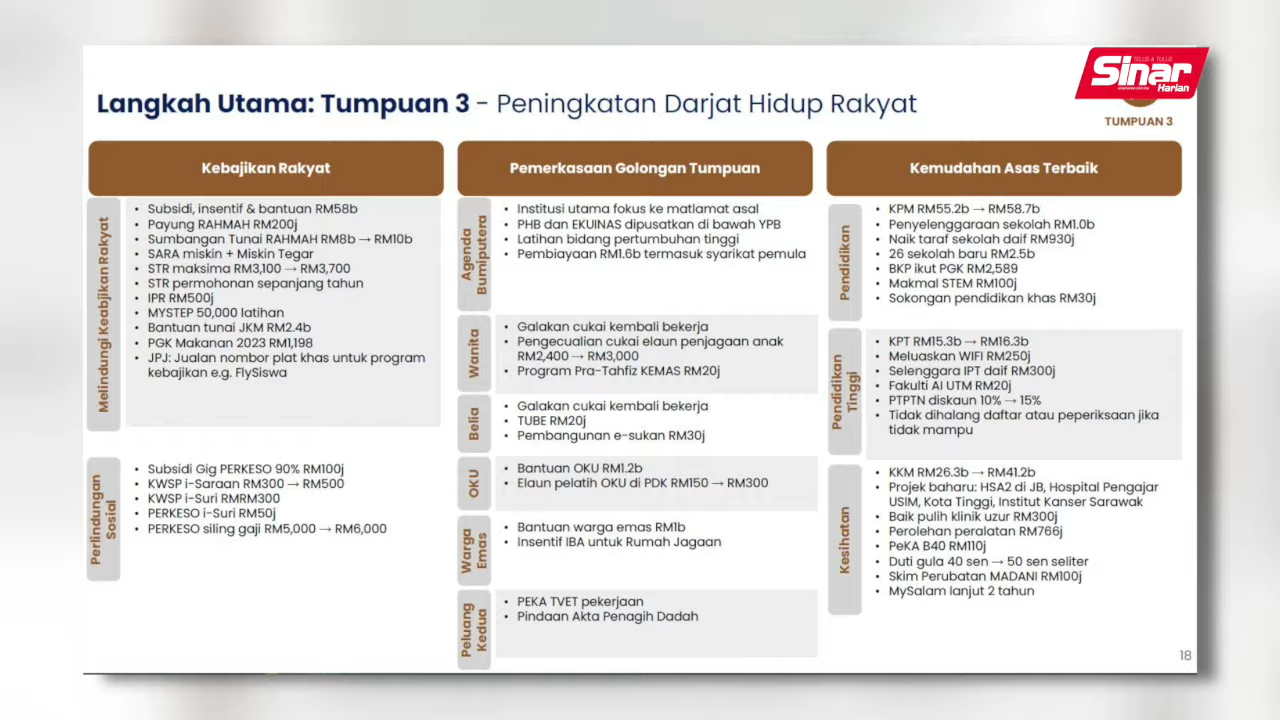 TELUS & TULUS
Sinar
Harian
www.sinarharian.com.my
Langkah Utama: Tumpuan 3 - Peningkatan Darjat Hidup Rakyat
TUMPUAN 3
Kebajikan Rakyat
Melindungi Keabjikan Rakyat
• Subsidi, insentif & bantuan RM58b
• Payung RAHMAH RM200j
• Sumbangan Tunai RAHMAH RM8b → RM10b
• SARA miskin + Miskin Tegar
• STR maksima RM3,100 → RM3,700
• STR permohonan sepanjang tahun
• IPR RM500j
• MYSTEP 50,000 latihan
• Bantuan tunai JKM RM2.4b
• PGK Makanan 2023 RM1,198
• JPJ: Jualan nombor plat khas untuk program
kebajikan e.g. FlySiswa
Perlindungan
Sosial
• Subsidi Gig PERKESO 90% RM100j
• KWSP i-Saraan RM300 → RM500
• KWSP i-Suri RMRM300
• PERKESO i-Suri RM50j
• PERKESO siling gaji RM5,000 → RM6,000
Pemerkasaan Golongan Tumpuan
Agenda
Bumiputera
• Institusi utama fokus ke matlamat asal
• PHB dan EKUINAS dipusatkan di bawah YPB
• Latihan bidang pertumbuhan tinggi
• Pembiayaan RM1.6b termasuk syarikat pemula
Wanita
• Galakan cukai kembali bekerja
• Pengecualian cukai elaun penjagaan anak
RM2,400 → RM3,000
• Program Pra-Tahfiz KEMAS RM20j
Belia
• Galakan cukai kembali bekerja
• TUBE RM20j
• Pembangunan e-sukan RM30j
OKU
• Bantuan OKU RM1.2b
• Elaun pelatih OKU di PDK RM150 → RM300
Warga
Emas
• Bantuan warga emas RM1b
• Insentif IBA untuk Rumah Jagaan
Peluang
Kedua
• PEKA TVET pekerjaan
• Pindaan Akta Penagih Dadah
Kemudahan Asas Terbaik
Pendidikan
• KPM RM55.2b → RM58.7b
• Penyelenggaraan sekolah RM1.0b
• Naik taraf sekolah daif RM930j
• 26 sekolah baru RM2.5b
• BKP ikut PGK RM2,589
• Makmal STEM RM100j
• Sokongan pendidikan khas RM30j
Pendidikan
Tinggi
• KPT RM15.3b → RM16.3b
• Meluaskan WIFI RM250j
• Selenggara IPT daif RM300j
• Fakulti AI UTM RM20j
• PTPTN diskaun 10% → 15%
• Tidak dihalang daftar atau peperiksaan jika
tidak mampu
Kesihatan
• KKM RM26.3b → RM41.2b
• Projek baharu: HSA2 di JB, Hospital Pengajar
USIM, Kota Tinggi, Institut Kanser Sarawak
• Baik pulih klinik uzur RM300j
• Perolehan peralatan RM766j
• PeKA B40 RM110j
• Duti gula 40 sen → 50 sen seliter
• Skim Perubatan MADANI RM100j
• MySalam lanjut 2 tahun
18